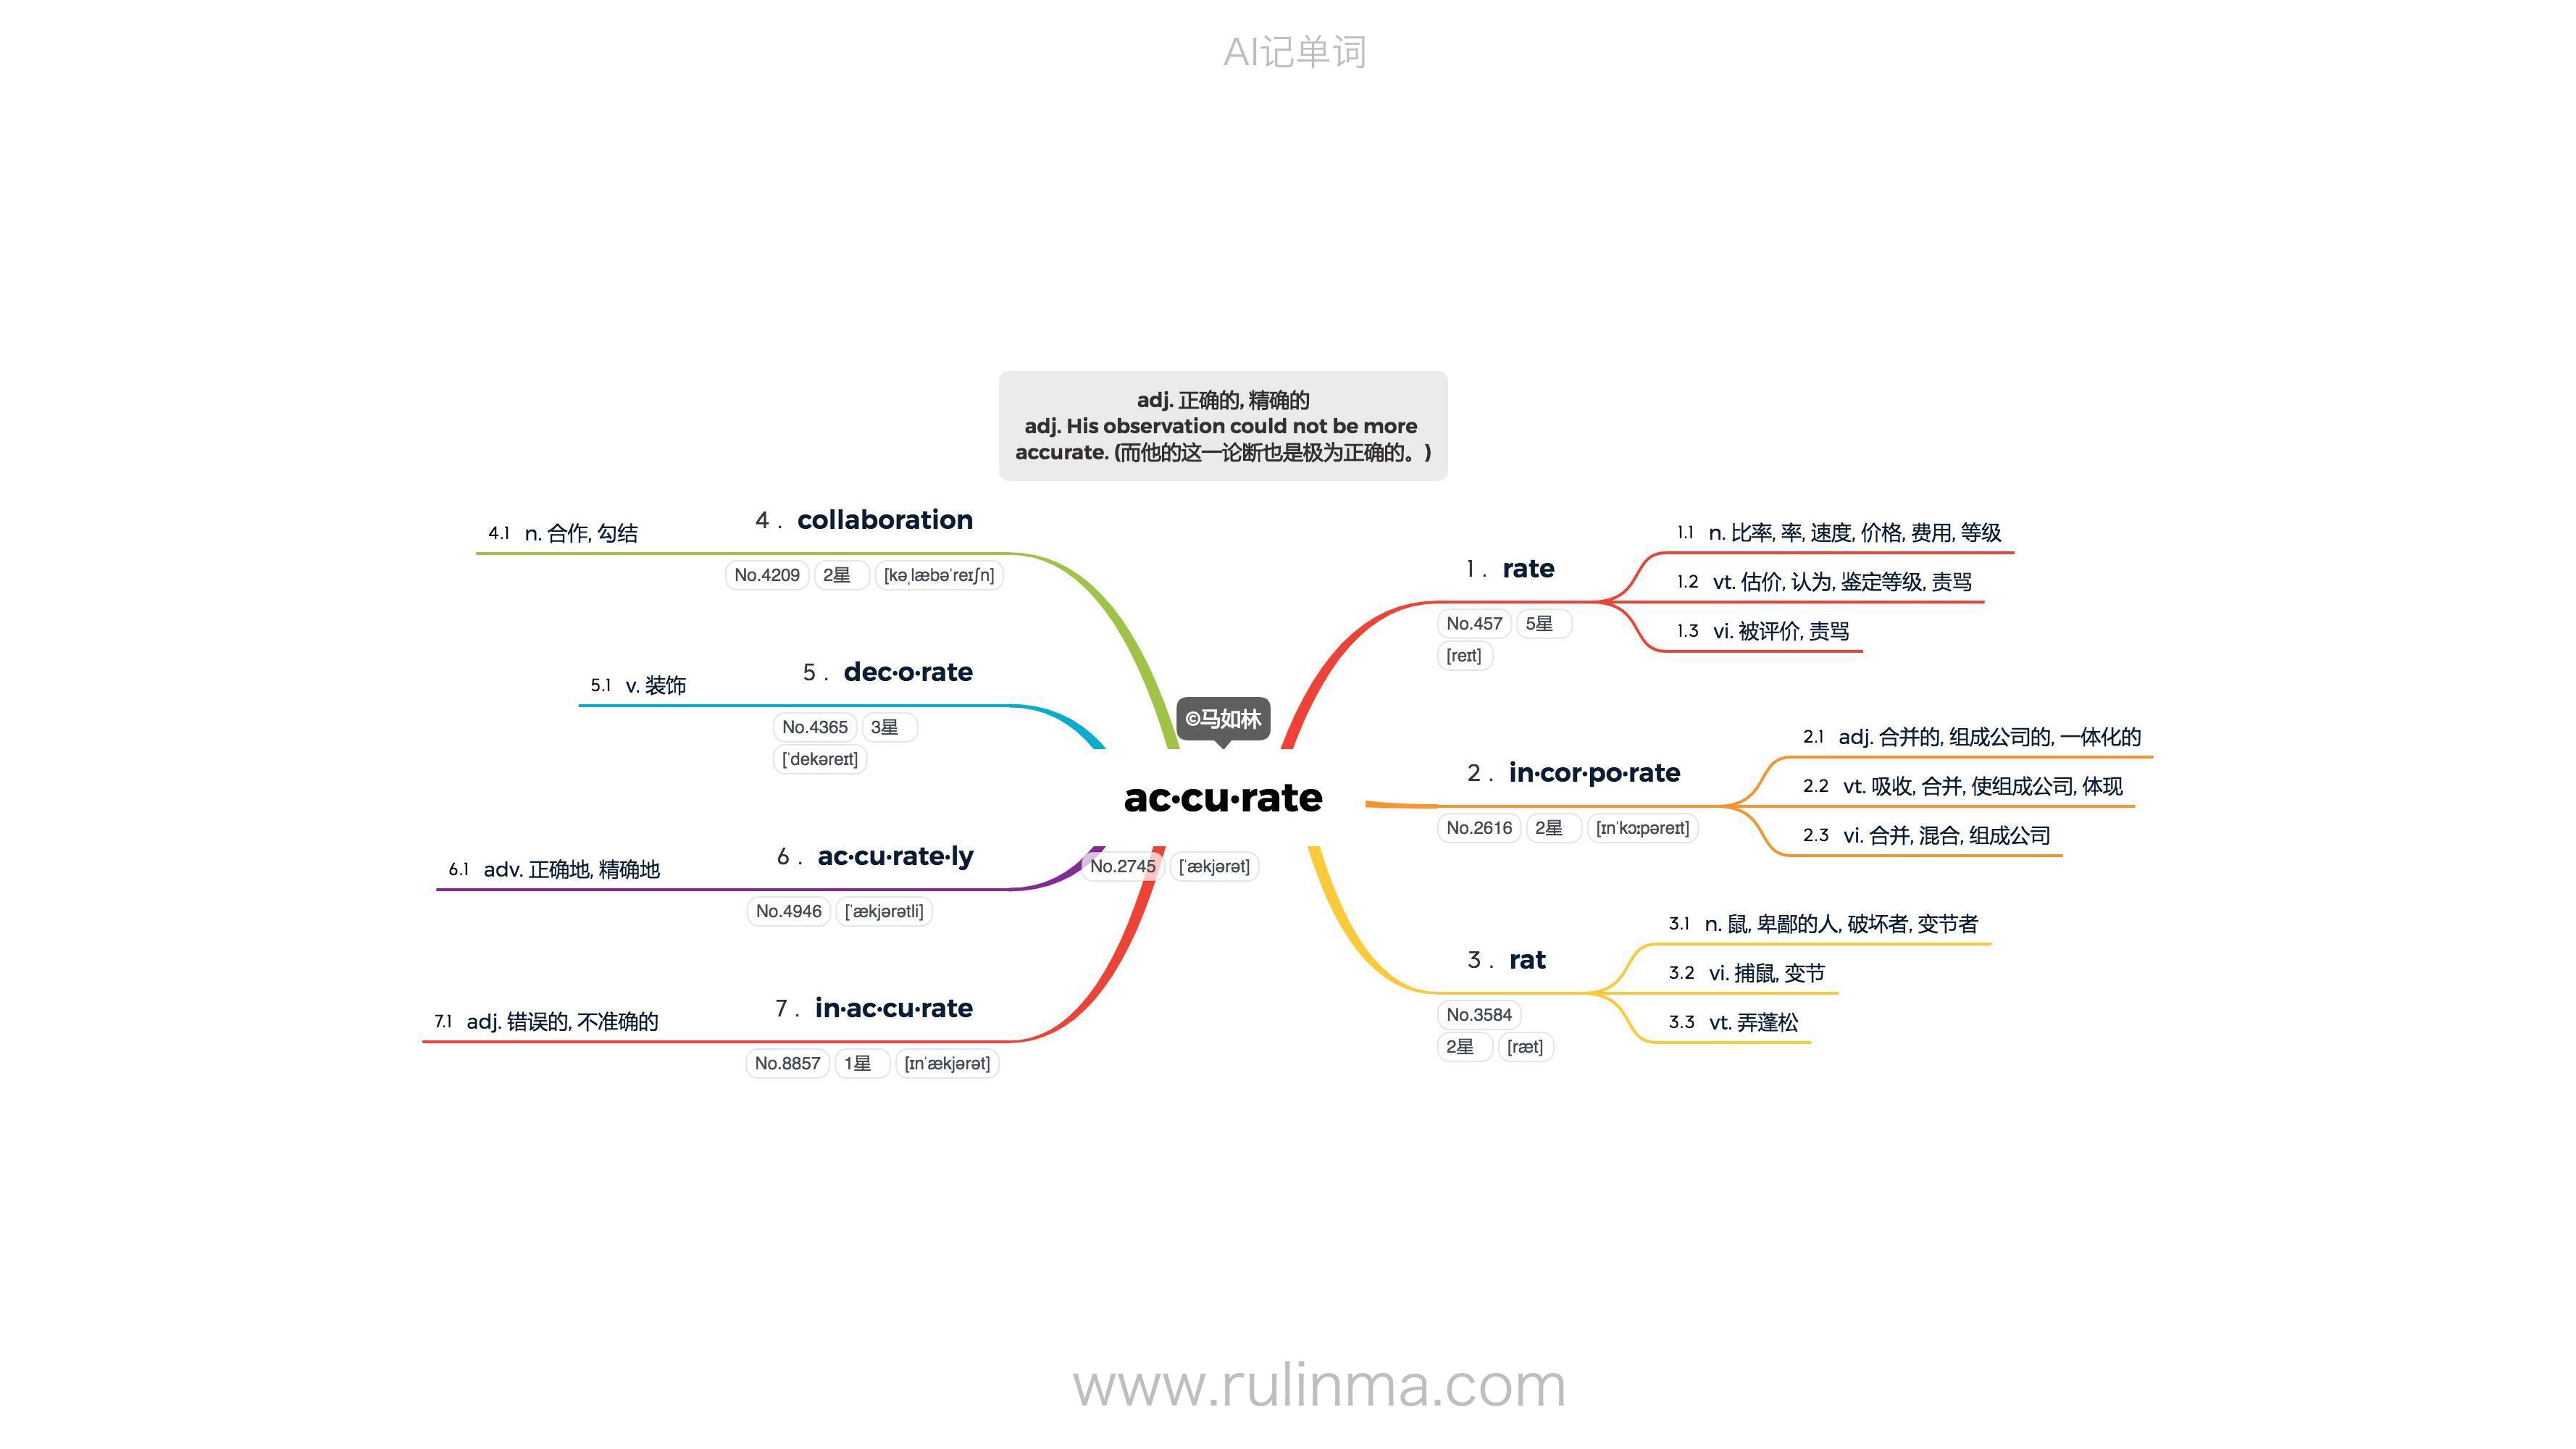 AI记单词
adj. 正确的, 精确的
adj. His observation could not be more
accurate. (而他的这一论断也是极为正确的。)
©马如林
ac·cu·rate
No.2745 [ˈækjərət]
1 . rate
No.457 5星
[reɪt]
1.1 n. 比率, 率, 速度, 价格, 费用, 等级
1.2 vt. 估价, 认为, 鉴定等级, 责骂
1.3 vi. 被评价, 责骂
2 . in·cor·po·rate
No.2616 2星 [ɪnˈkɔːpəreɪt]
2.1 adj. 合并的, 组成公司的, 一体化的
2.2 vt. 吸收, 合并, 使组成公司, 体现
2.3 vi. 合并, 混合, 组成公司
3 . rat
No.3584
2星 [ræt]
3.1 n. 鼠, 卑鄙的人, 破坏者, 变节者
3.2 vi. 捕鼠, 变节
3.3 vt. 弄蓬松
4 . collaboration
No.4209 2星 [kəˌlæbəˈreɪʃn]
4.1 n. 合作, 勾结
5 . dec·o·rate
No.4365 3星
[ˈdekəreɪt]
5.1 v. 装饰
6 . ac·cu·rate·ly
No.4946 [ˈækjərətli]
6.1 adv. 正确地, 精确地
7 . in·ac·cu·rate
No.8857 1星 [ɪnˈækjərət]
7.1 adj. 错误的, 不准确的
www.rulinma.com